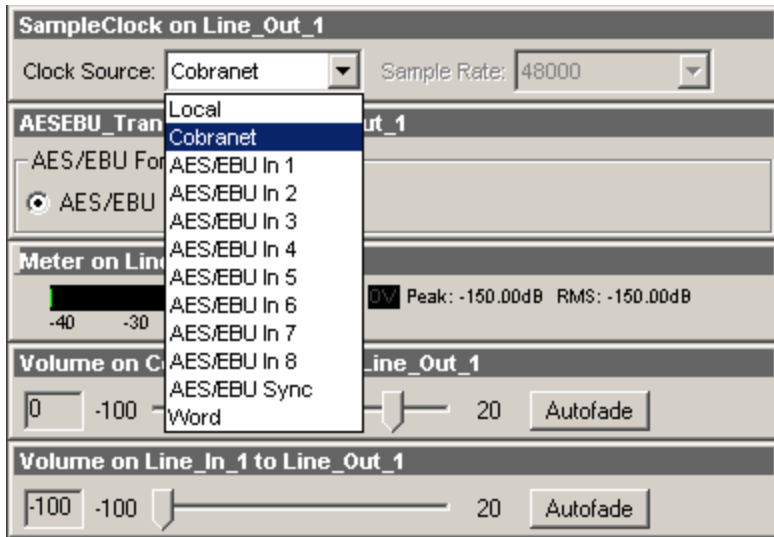 SampleClock on Line_Out_1
Clock Source: Cobranet Sample Rate: 48000
Local
Cobranet
AES/EBU In 1
AES/EBU In 2
AES/EBU In 3
AES/EBU In 4
AES/EBU In 5
AES/EBU In 6
AES/EBU In 7
AES/EBU In 8
AES/EBU Sync
Word
AESEBU_Tran ut_1
AES/EBU For
AES/EBU
Meter on Line
Peak: -150.00dB RMS: -150.00dB
-40 -30
Volume on C Line_Out_1
0 -100 20 Autofade
Volume on Line_In_1 to Line_Out_1
-100 -100 20 Autofade